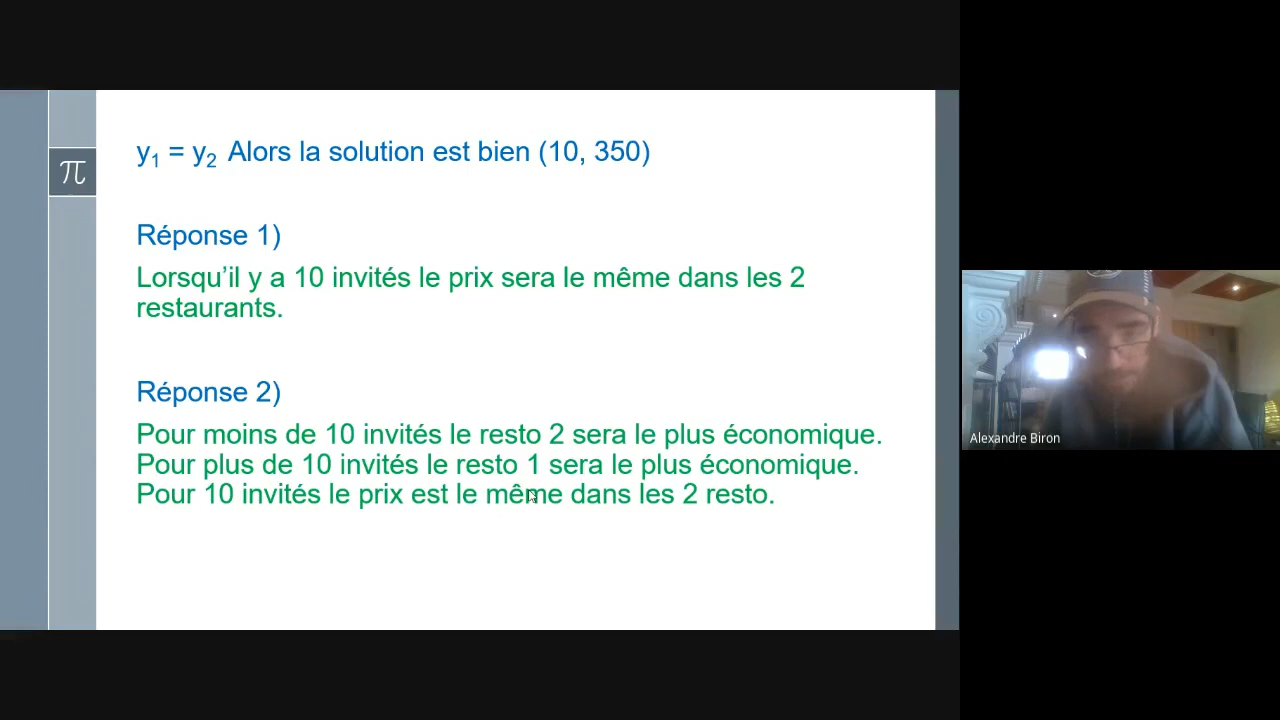 π
y₁ = y₂ Alors la solution est bien (10, 350)
Réponse 1)
Lorsqu'il y a 10 invités le prix sera le même dans les 2
restaurants.
Réponse 2)
Pour moins de 10 invités le resto 2 sera le plus économique.
Pour plus de 10 invités le resto 1 sera le plus économique.
Pour 10 invités le prix est le même dans les 2 resto.
Alexandre Biron